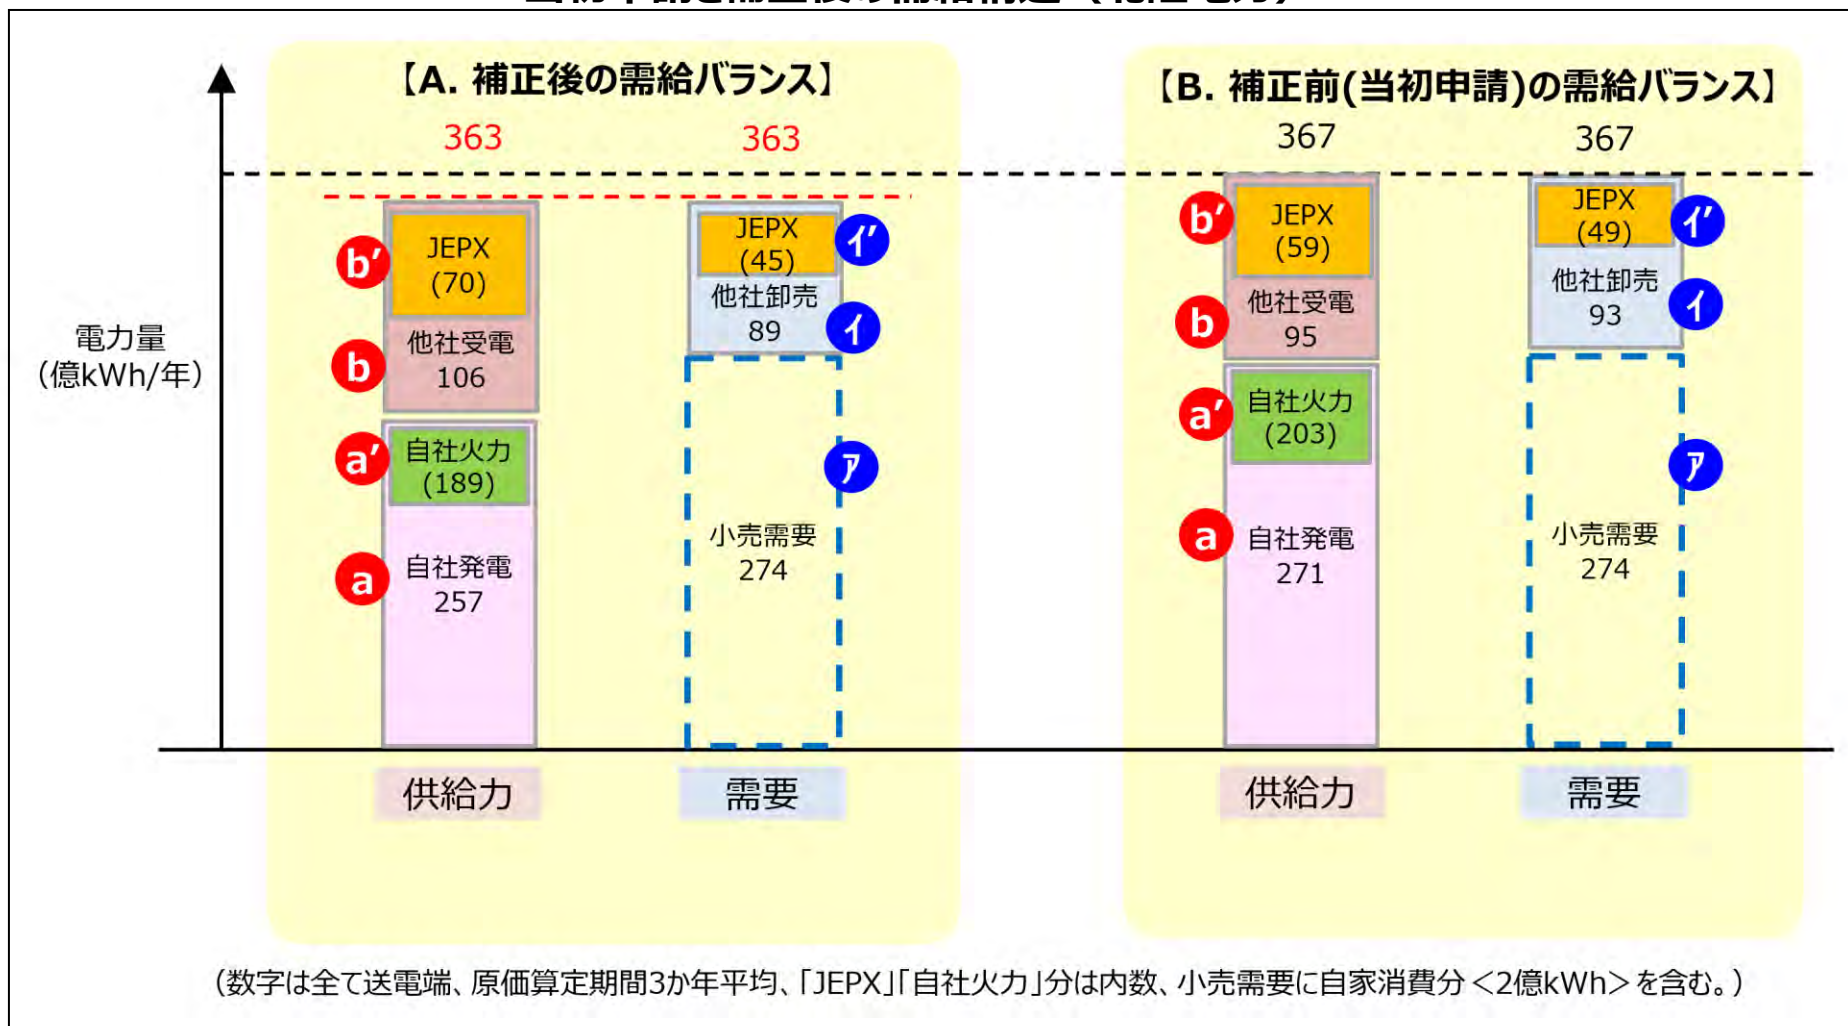 【A. 補正後の需給バランス】
363
363
JEPX
(70)
b′
他社受電
106
b
自社火力
(189)
a′
自社発電
257
a
JEPX
(45)
イ′
他社卸売
89
イ
ア
小売需要
274
【B. 補正前(当初申請)の需給バランス】
367
367
JEPX
(59)
b′
他社受電
95
b
自社火力
(203)
a′
自社発電
271
a
JEPX
(49)
イ′
他社卸売
93
イ
ア
小売需要
274
電力量
（億kWh/年）
供給力
需要
供給力
需要
（数字は全て送電端、原価算定期間3か年平均、「JEPX」「自社火力」分は内数、小売需要に自家消費分＜2億kWh＞を含む。）